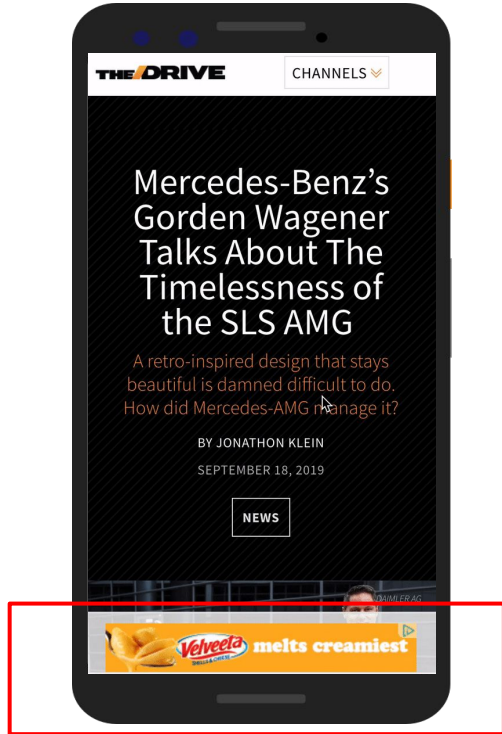 THE/DRIVE
CHANNELS
Mercedes-Benz's
Gorden Wagener
Talks About The
Timelessness of
the SLS AMG
A retro-inspired design that stays
beautiful is damned difficult to do.
How did Mercedes-AMG manage it?
BY JONATHON KLEIN
SEPTEMBER 18, 2019
NEWS
DAIMLER AG
Velveeta melts creamiest
SHELLS & CHEESE